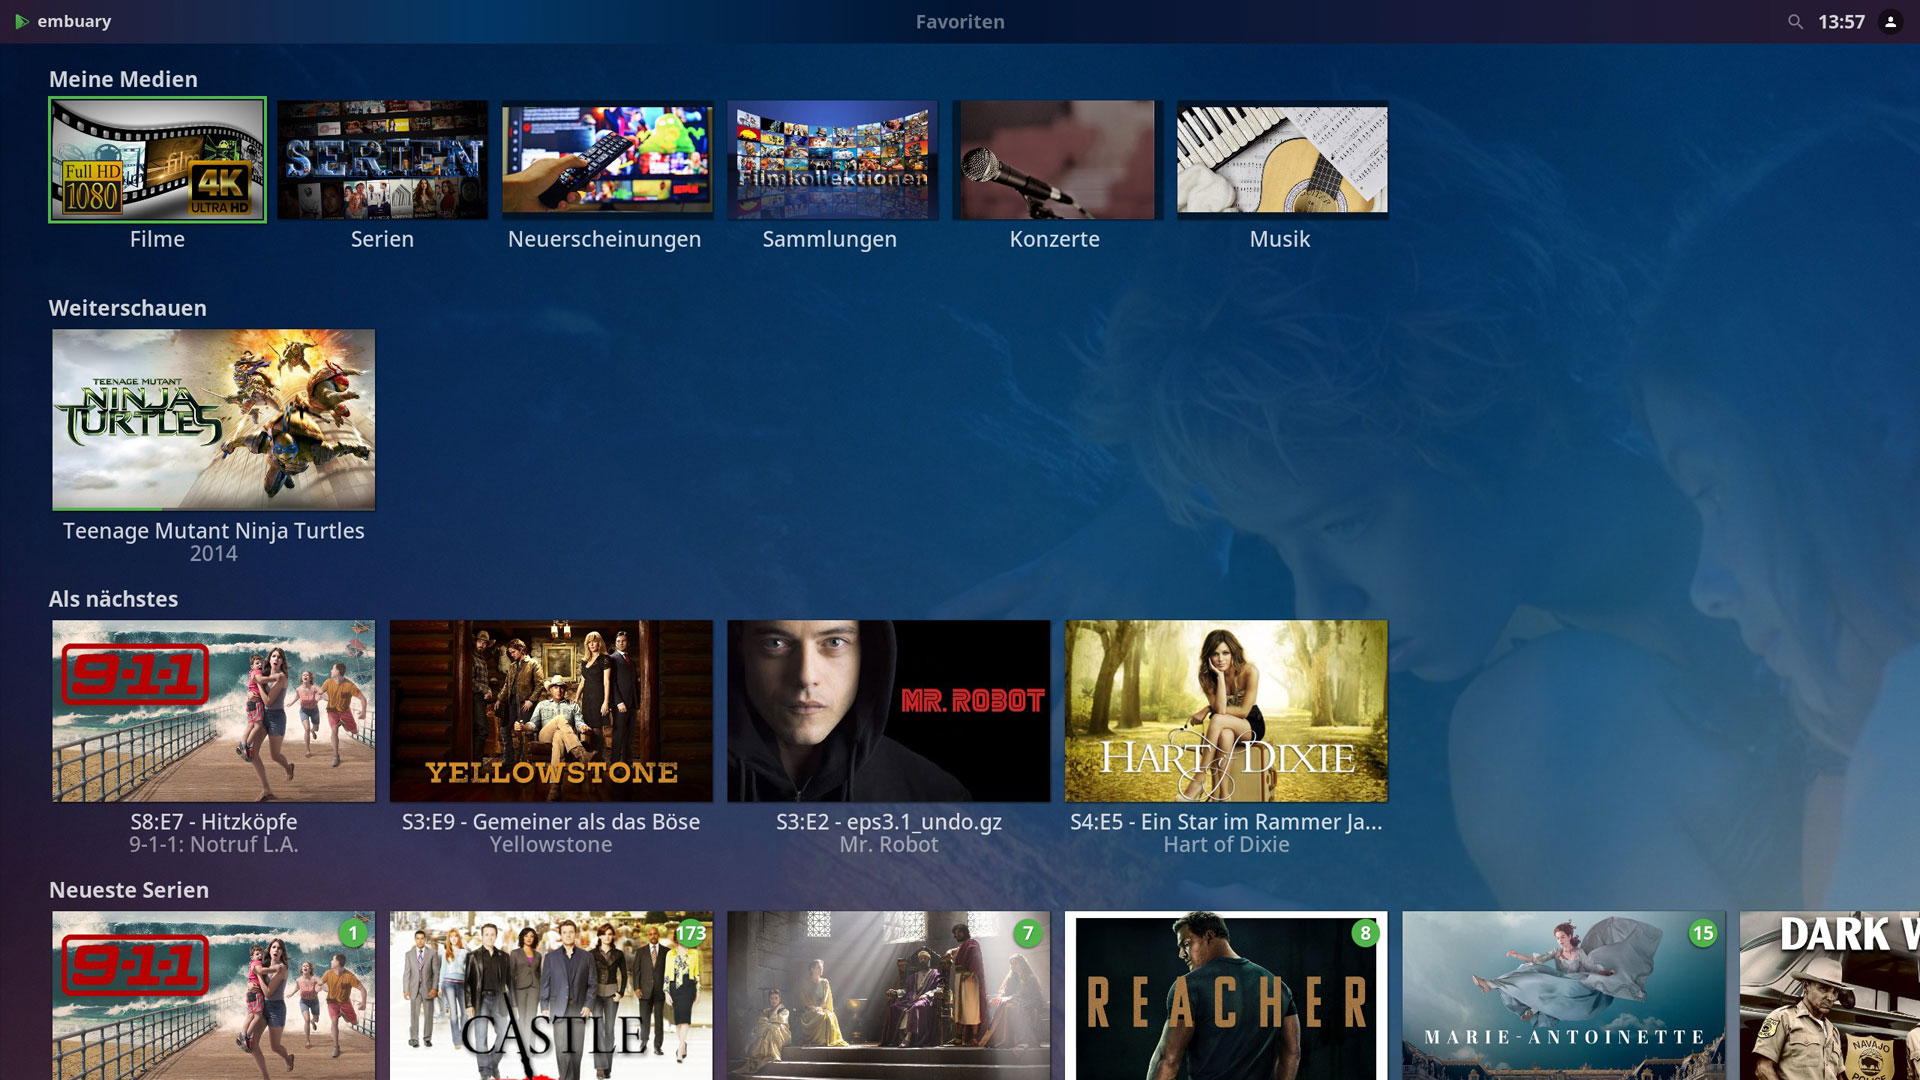 embuary
Favoriten
13:57
Meine Medien
Full HD
1080
4K
ULTRA HD
SERIEN
Filmkollektionen
Filme
Serien
Neuerscheinungen
Sammlungen
Konzerte
Musik
Weiterschauen
TEENAGE MUTANT
NINJA
TURTLES
Teenage Mutant Ninja Turtles
2014
Als nächstes
9-1-1
YELLOWSTONE
MR. ROBOT
HART of DIXIE
S8:E7 - Hitzköpfe
9-1-1: Notruf L.A.
S3:E9 - Gemeiner als das Böse
Yellowstone
S3:E2 - eps3.1_undo.gz
Mr. Robot
S4:E5 - Ein Star im Rammer Ja...
Hart of Dixie
Neueste Serien
9-1-1
1
CASTLE
173
7
REACHER
8
MARIE-ANTOINETTE
15
DARK
NAVAJO